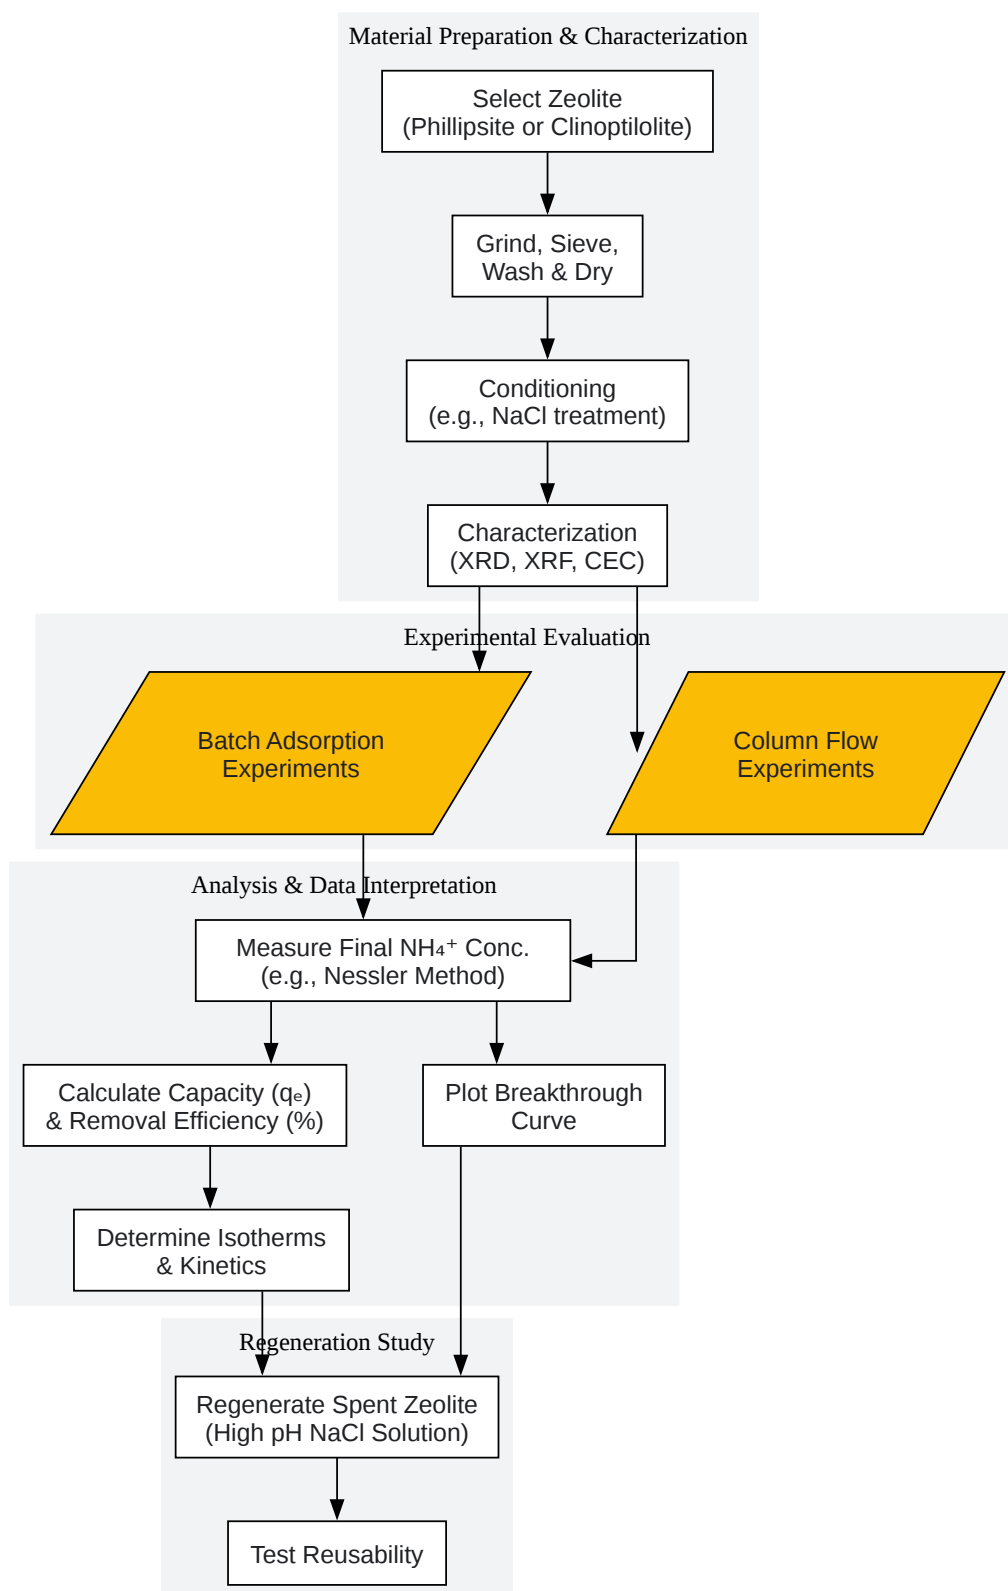 Material Preparation & Characterization
Select Zeolite
(Phillipsite or Clinoptilolite)
Grind, Sieve,
Wash & Dry
Conditioning
(e.g., NaCl treatment)
Characterization
(XRD, XRF, CEC)
Experimental Evaluation
Batch Adsorption
Experiments
Column Flow
Experiments
Analysis & Data Interpretation
Measure Final NH₄⁺ Conc.
(e.g., Nessler Method)
Calculate Capacity (qₑ)
& Removal Efficiency (%)
Plot Breakthrough
Curve
Determine Isotherms
& Kinetics
Regeneration Study
Regenerate Spent Zeolite
(High pH NaCl Solution)
Test Reusability